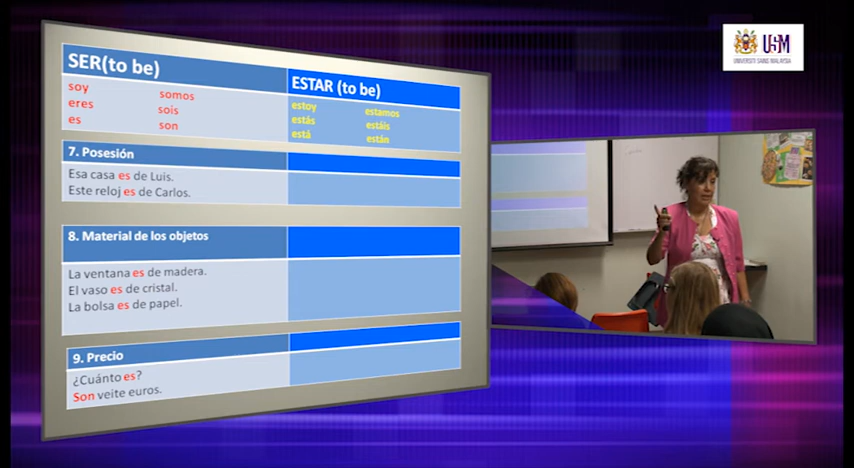 SER(to be)
soy somos
eres sois
es son
ESTAR (to be)
estoy estamos
estás estáis
está están
7. Posesión
Esa casa es de Luis.
Este reloj es de Carlos.
8. Material de los objetos
La ventana es de madera.
El vaso es de cristal.
La bolsa es de papel.
9. Precio
¿Cuánto es?
Son veite euros.
USM
UNIVERSITI SAINS MALAYSIA